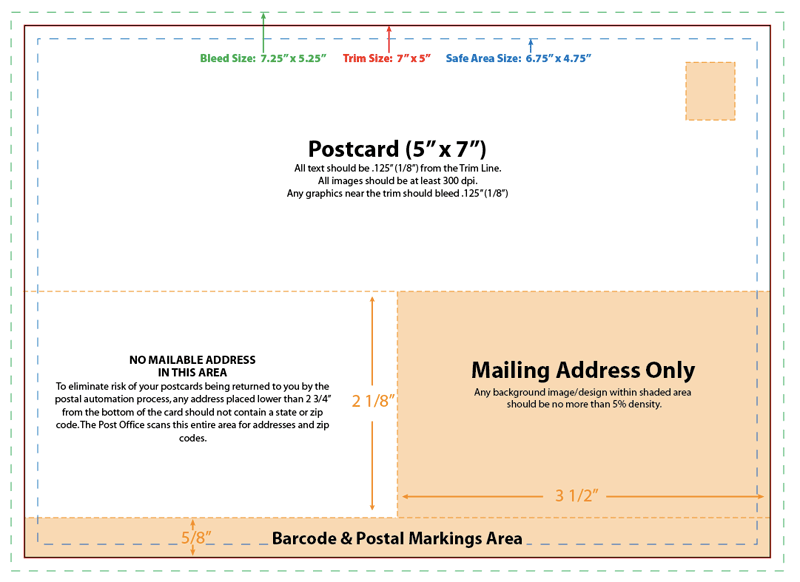 Bleed Size: 7.25” x 5.25”
Trim Size: 7” x 5”
Safe Area Size: 6.75” x 4.75”
Postcard (5” x 7”)
All text should be .125” (1/8”) from the Trim Line.
All images should be at least 300 dpi.
Any graphics near the trim should bleed .125” (1/8”)
NO MAILABLE ADDRESS
IN THIS AREA
To eliminate risk of your postcards being returned to you by the
postal automation process, any address placed lower than 2 3/4”
from the bottom of the card should not contain a state or zip
code. The Post Office scans this entire area for addresses and zip
codes.
2 1/8”
Mailing Address Only
Any background image/design within shaded area
should be no more than 5% density.
3 1/2”
5/8”
Barcode & Postal Markings Area